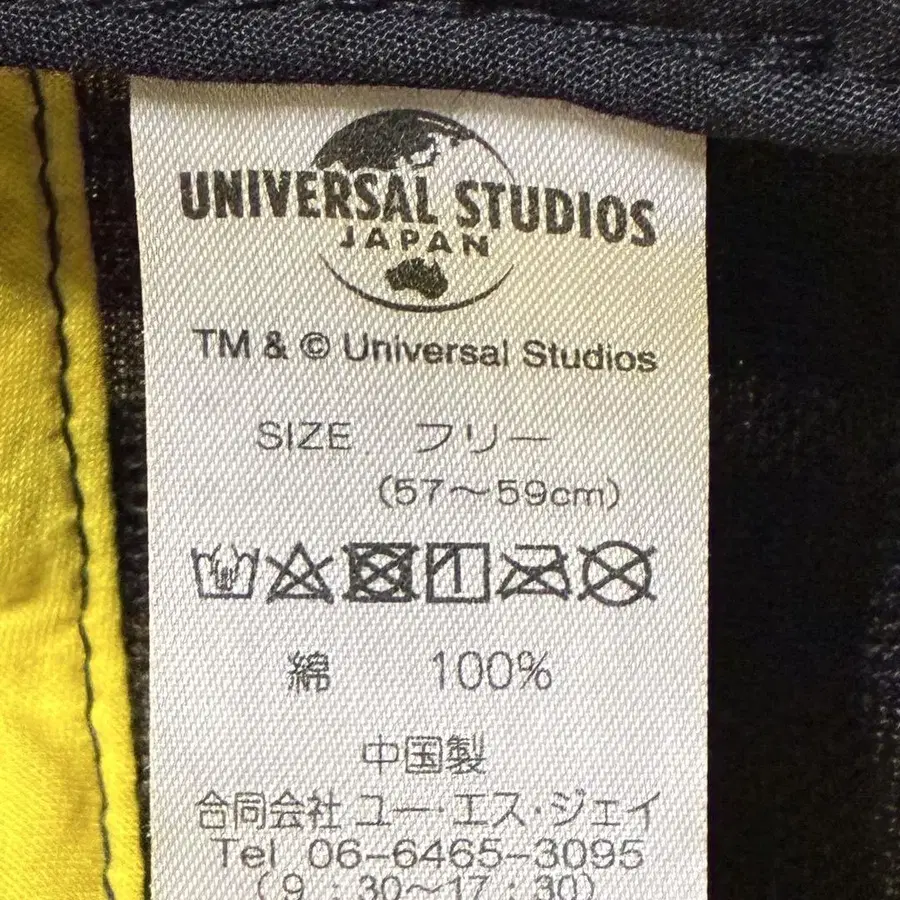 UNIVERSAL STUDIOS
JAPAN
TM & © Universal Studios
SIZE フリー
(57〜59cm)
綿 100%
中国製
合同会社 ユー・エス・ジェイ
Tel 06-6465-3095
(9:30〜17:30)